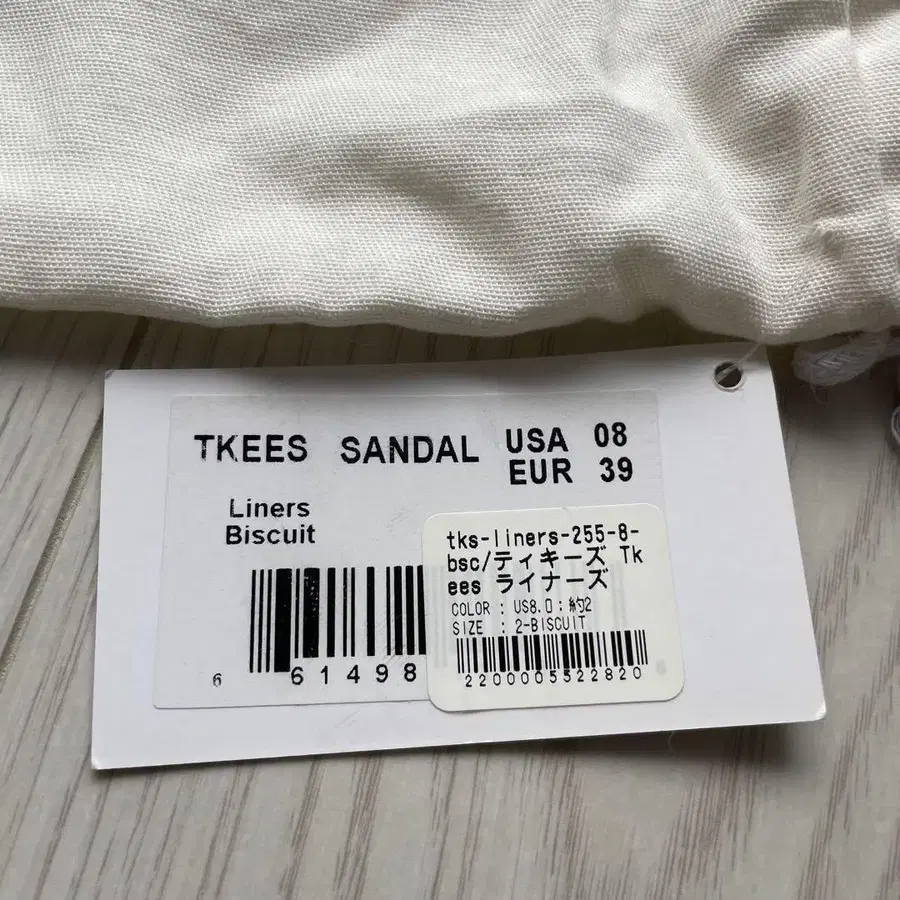 TKEES SANDAL USA 08
EUR 39
Liners
Biscuit
6 61498
tks-liners-255-8-
bsc/ティキーズ Tk
ees ライナーズ
COLOR : US8.0:約2
SIZE : 2-BISCUIT
2200005522820